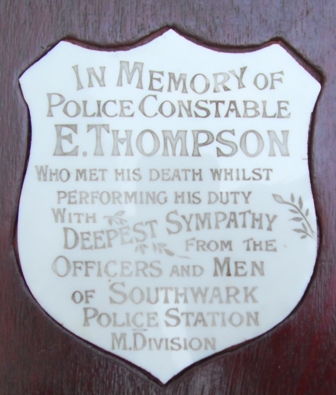 IN MEMORY OF
POLICE CONSTABLE
E. THOMPSON
WHO MET HIS DEATH WHILST
PERFORMING HIS DUTY
WITH
DEEPEST SYMPATHY
FROM THE
OFFICERS AND MEN
OF SOUTHWARK
POLICE STATION
M. DIVISION